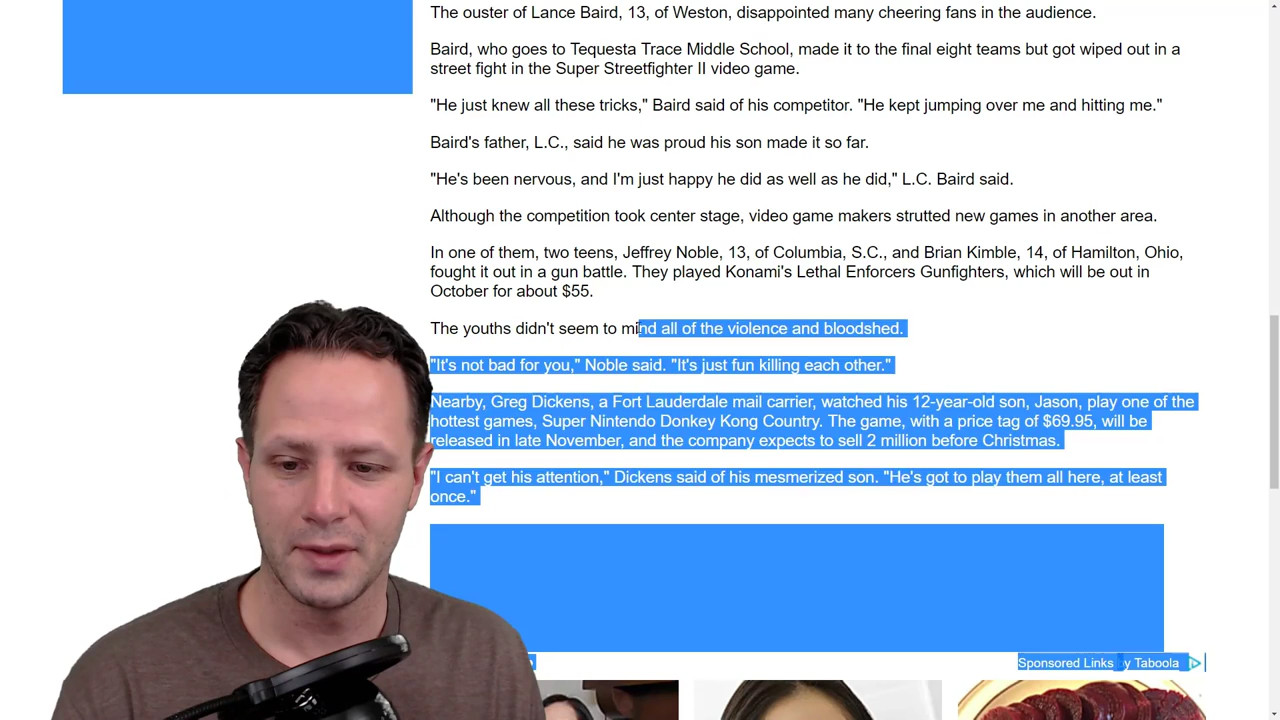 The ouster of Lance Baird, 13, of Weston, disappointed many cheering fans in the audience.
Baird, who goes to Tequesta Trace Middle School, made it to the final eight teams but got wiped out in a
street fight in the Super Streetfighter II video game.
"He just knew all these tricks," Baird said of his competitor. "He kept jumping over me and hitting me."
Baird's father, L.C., said he was proud his son made it so far.
"He's been nervous, and I'm just happy he did as well as he did," L.C. Baird said.
Although the competition took center stage, video game makers strutted new games in another area.
In one of them, two teens, Jeffrey Noble, 13, of Columbia, S.C., and Brian Kimble, 14, of Hamilton, Ohio,
fought it out in a gun battle. They played Konami's Lethal Enforcers Gunfighters, which will be out in
October for about $55.
The youths didn't seem to mind all of the violence and bloodshed.
"It's not bad for you," Noble said. "It's just fun killing each other."
Nearby, Greg Dickens, a Fort Lauderdale mail carrier, watched his 12-year-old son, Jason, play one of the
hottest games, Super Nintendo Donkey Kong Country. The game, with a price tag of $69.95, will be
released in late November, and the company expects to sell 2 million before Christmas.
"I can't get his attention," Dickens said of his mesmerized son. "He's got to play them all here, at least
once."
Sponsored Links by Taboola